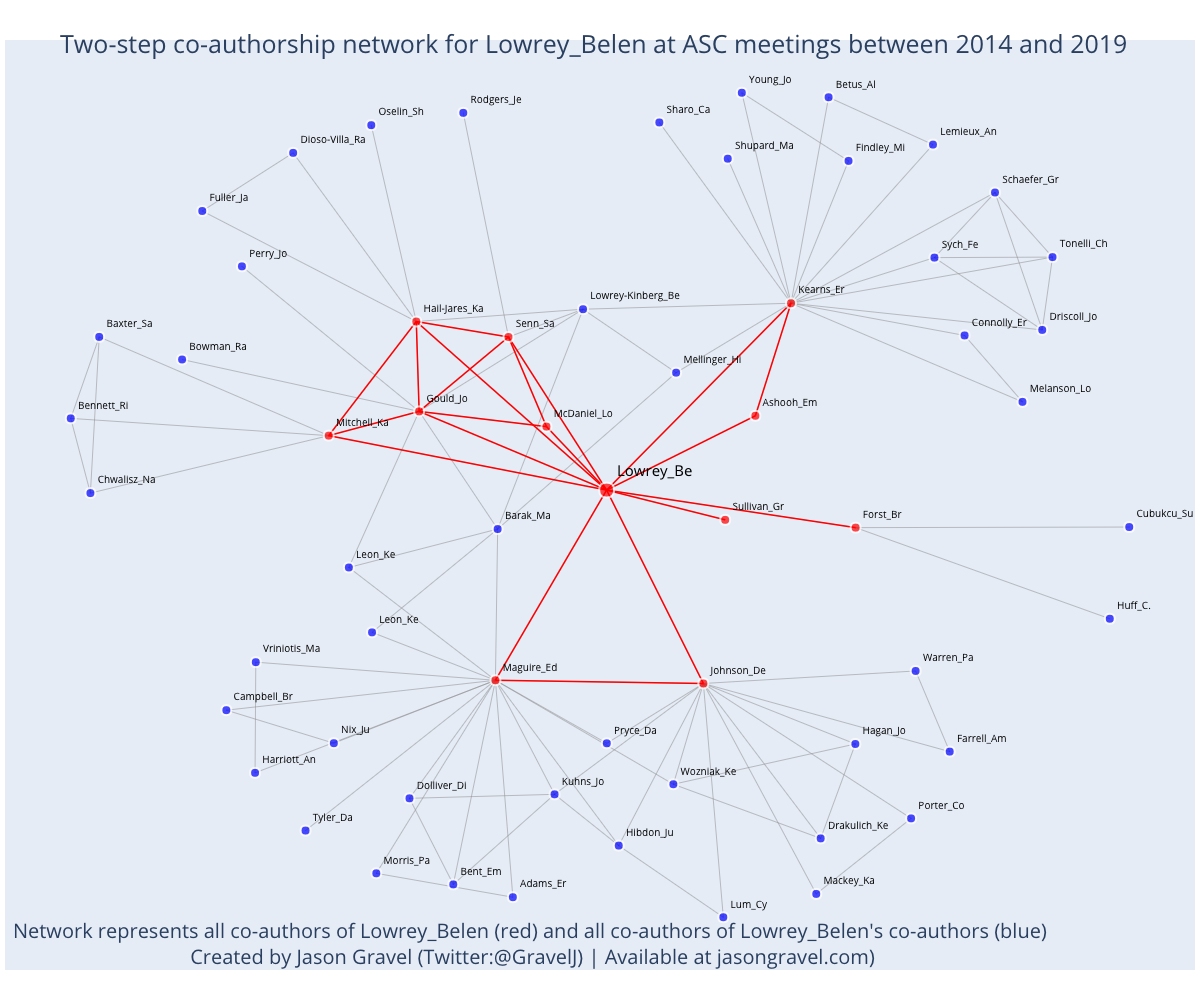 Two-step co-authorship network for Lowrey_Belen at ASC meetings between 2014 and 2019
Young_Jo
Betus_Al
Rodgers_Je
Sharo_Ca
Oselin_Sh
Lemieux_An
Dioso-Villa_Ra
Shupard_Ma
Findley_Mi
Schaefer_Gr
Fuller_Ja
Sych_Fe
Tonelli_Ch
Perry_Jo
Kearns_Er
Lowrey-Kinberg_Be
Hail-Jares_Ka
Driscoll_Jo
Baxter_Sa
Senn_Sa
Connolly_Er
Bowman_Ra
Mellinger_Hi
Melanson_Lo
Gould_Jo
Ashooh_Em
Bennett_Ri
McDaniel_Lo
Mitchell_Ka
Lowrey_Be
Chwalisz_Na
Sullivan_Gr
Forst_Br
Cubukcu_Su
Barak_Ma
Leon_Ke
Huff_C.
Leon_Ke
Vriniotis_Ma
Warren_Pa
Maguire_Ed
Johnson_De
Campbell_Br
Nix_Ju
Pryce_Da
Hagan_Jo
Farrell_Am
Harriott_An
Wozniak_Ke
Dolliver_Di
Kuhns_Jo
Porter_Co
Tyler_Da
Hibdon_Ju
Drakulich_Ke
Morris_Pa
Bent_Em
Adams_Er
Mackey_Ka
Lum_Cy
Network represents all co-authors of Lowrey_Belen (red) and all co-authors of Lowrey_Belen's co-authors (blue)
Created by Jason Gravel (Twitter:@GravelJ) | Available at jasongravel.com)